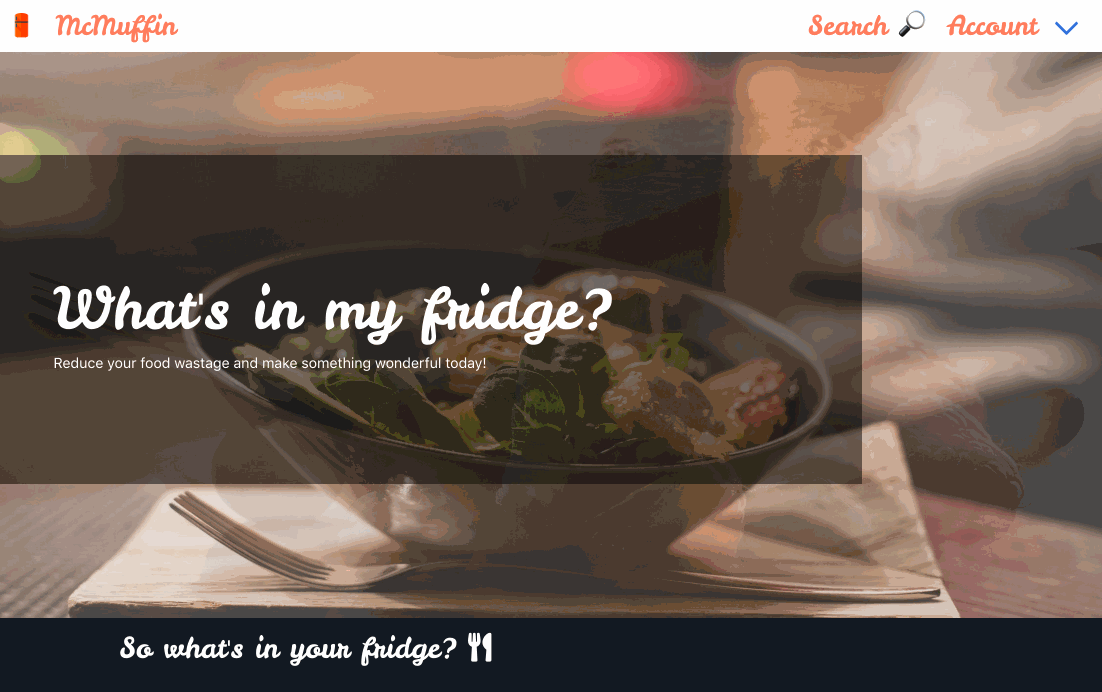 McMuffin
Search
Account
What's in my fridge?
Reduce your food wastage and make something wonderful today!
So what's in your fridge?